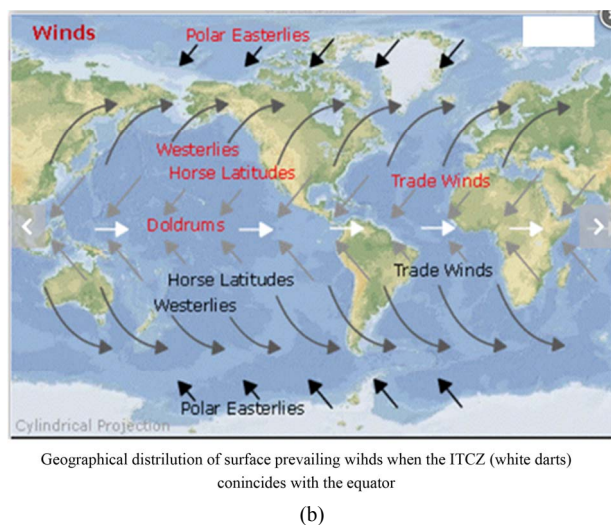 Winds
Polar Easterlies
Westerlies
Horse Latitudes
Trade Winds
Doldrums
Horse Latitudes
Trade Winds
Westerlies
Polar Easterlies
Cylindrical Projection
Geographical distrilution of surface prevailing wihds when the ITCZ (white darts)
conincides with the equator
(b)